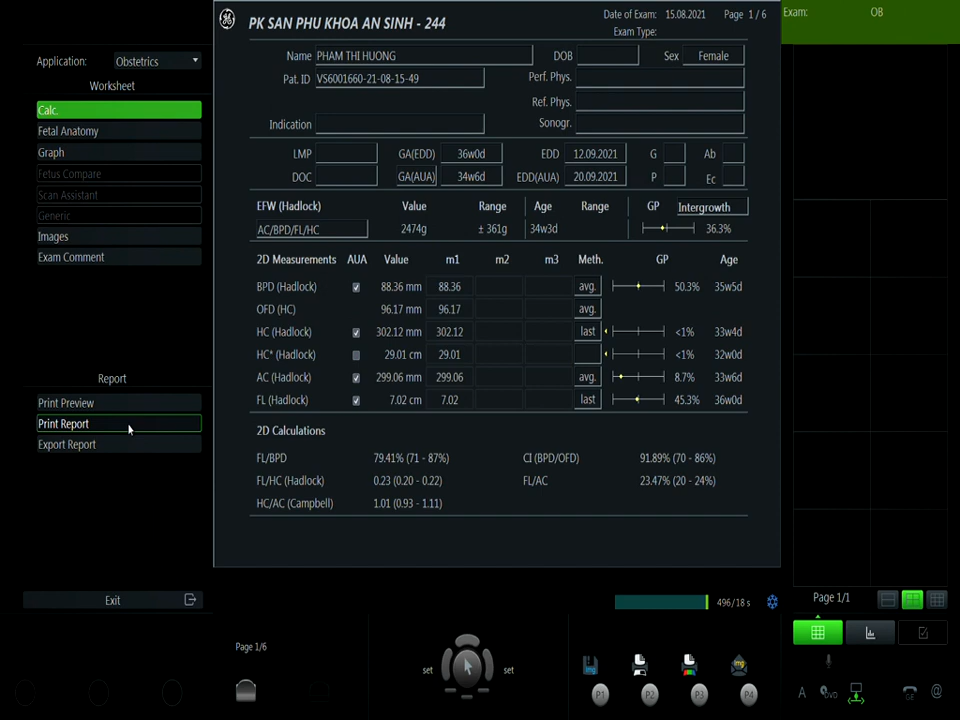 PK SAN PHU KHOA AN SINH - 244
Date of Exam: 15.08.2021 Page 1 / 6
Exam Type:
Exam: OB
Application: Obstetrics
Worksheet
Calc.
Fetal Anatomy
Graph
Fetus Compare
Scan Assistant
Generic
Images
Exam Comment
Report
Print Preview
Print Report
Export Report
Exit
Name PHAM THI HUONG DOB Sex Female
Pat. ID VS6001660-21-08-15-49 Perf. Phys.
Ref. Phys.
Indication Sonogr.
LMP GA(EDD) 36w0d EDD 12.09.2021 G Ab
DOC GA(AUA) 34w6d EDD(AUA) 20.09.2021 P Ec
EFW (Hadlock) Value Range Age Range GP Intergrowth
AC/BPD/FL/HC 2474g ± 361g 34w3d 36.3%
2D Measurements AUA Value m1 m2 m3 Meth. GP Age
BPD (Hadlock) 88.36 mm 88.36 avg. 50.3% 35w5d
OFD (HC) 96.17 mm 96.17 avg.
HC (Hadlock) 302.12 mm 302.12 last <1% 33w4d
HC* (Hadlock) 29.01 cm 29.01 <1% 32w0d
AC (Hadlock) 299.06 mm 299.06 avg. 8.7% 33w6d
FL (Hadlock) 7.02 cm 7.02 last 45.3% 36w0d
2D Calculations
FL/BPD 79.41% (71 - 87%) CI (BPD/OFD) 91.89% (70 - 86%)
FL/HC (Hadlock) 0.23 (0.20 - 0.22) FL/AC 23.47% (20 - 24%)
HC/AC (Campbell) 1.01 (0.93 - 1.11)
496/18 s
Page 1/1
Page 1/6
set set
P1 P2 P3 P4
A DVD @